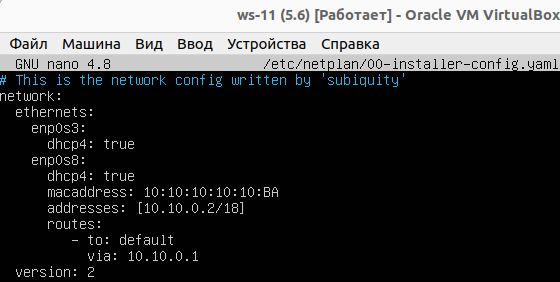 ws-11 (5.6) [Работает] - Oracle VM VirtualBox
Файл Машина Вид Ввод Устройства Справка
GNU nano 4.8 /etc/netplan/00-installer-config.yaml
# This is the network config written by 'subiquity'
network:
  ethernets:
    enp0s3:
      dhcp4: true
    enp0s8:
      dhcp4: true
      macaddress: 10:10:10:10:10:BA
      addresses: [10.10.0.2/18]
      routes:
         - to: default
           via: 10.10.0.1
  version: 2